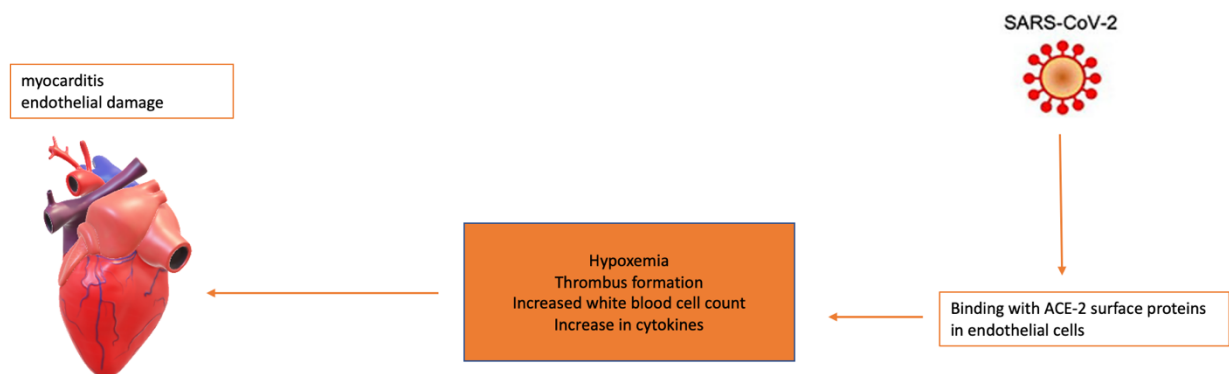 SARS-CoV-2
myocarditis
endothelial damage
Hypoxemia
Thrombus formation
Increased white blood cell count
Increase in cytokines
Binding with ACE-2 surface proteins
in endothelial cells